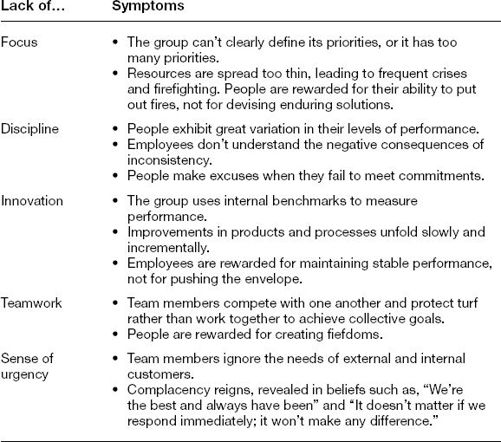 Lack of… Symptoms
Focus • The group can’t clearly define its priorities, or it has too
many priorities.
• Resources are spread too thin, leading to frequent crises
and firefighting. People are rewarded for their ability to put
out fires, not for devising enduring solutions.
Discipline • People exhibit great variation in their levels of performance.
• Employees don’t understand the negative consequences of
inconsistency.
• People make excuses when they fail to meet commitments.
Innovation • The group uses internal benchmarks to measure
performance.
• Improvements in products and processes unfold slowly and
incrementally.
• Employees are rewarded for maintaining stable performance,
not for pushing the envelope.
Teamwork • Team members compete with one another and protect turf
rather than work together to achieve collective goals.
• People are rewarded for creating fiefdoms.
Sense of • Team members ignore the needs of external and internal
urgency customers.
• Complacency reigns, revealed in beliefs such as, “We’re
the best and always have been” and “It doesn’t matter if we
respond immediately; it won’t make any difference.”